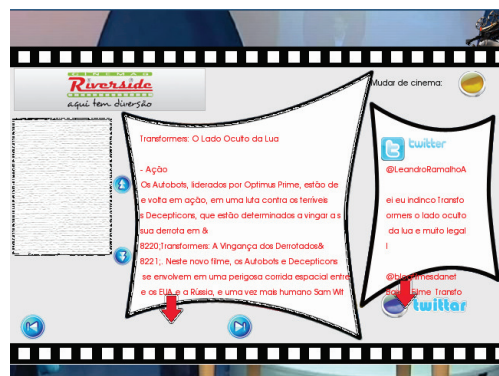 CINEMAS
Riverside
aqui tem diversão
Mudar de cinema:
Transformers: O Lado Oculto da Lua
- Ação
Os Autobots, liderados por Optimus Prime, estão de
e volta em ação, em uma luta contra os terríveis
s Decepticons, que estão determinados a vingar a s
sua derrota em &
8220;Transformers: A Vingança dos Derrotados&
8221;. Neste novo filme, os Autobots e Decepticons
se envolvem em uma perigosa corrida espacial entre
e os EUA e a Rússia, e uma vez mais humano Sam Wit
twitter
@LeandroRamalhoA
ei eu indinco Transfo
ormers o lado oculto
da lua e muto legal
l
filme Transfo
twitter